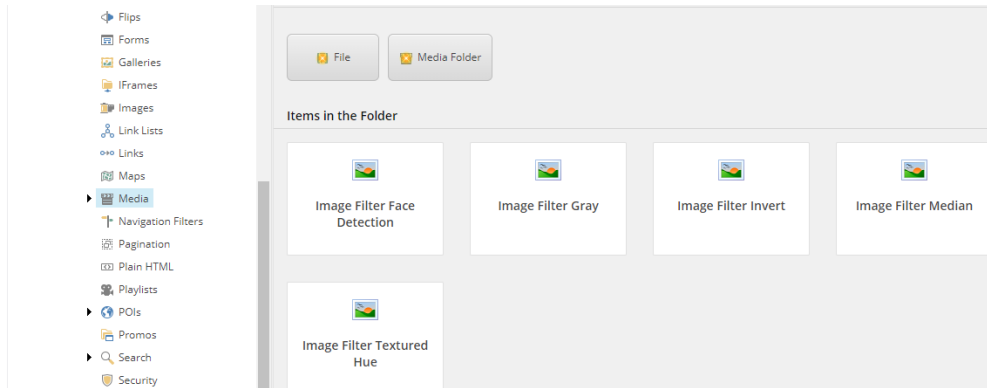 Flips
Forms
Galleries
IFrames
Images
Link Lists
Links
Maps
Media
Navigation Filters
Pagination
Plain HTML
Playlists
POIs
Promos
Search
Security
File
Media Folder
Items in the Folder
Image Filter Face
Detection
Image Filter Gray
Image Filter Invert
Image Filter Median
Image Filter Textured
Hue